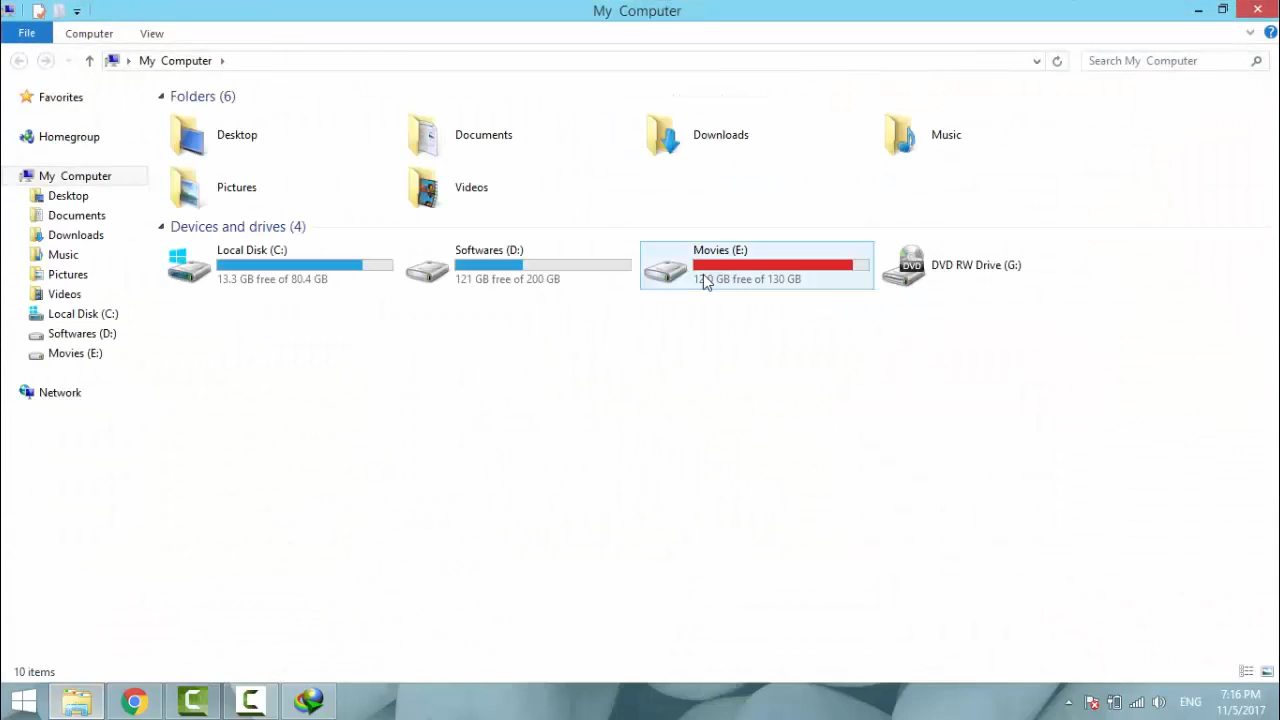 My Computer
File
Computer
View
My Computer
Search My Computer
Favorites
Homegroup
My Computer
Desktop
Documents
Downloads
Music
Pictures
Videos
Local Disk (C:)
Softwares (D:)
Movies (E:)
Network
Folders (6)
Desktop
Documents
Downloads
Music
Pictures
Videos
Devices and drives (4)
Local Disk (C:)
13.3 GB free of 80.4 GB
Softwares (D:)
121 GB free of 200 GB
Movies (E:)
GB free of 130 GB
DVD
DVD RW Drive (G:)
10 items
ENG
7:16 PM
11/5/2017